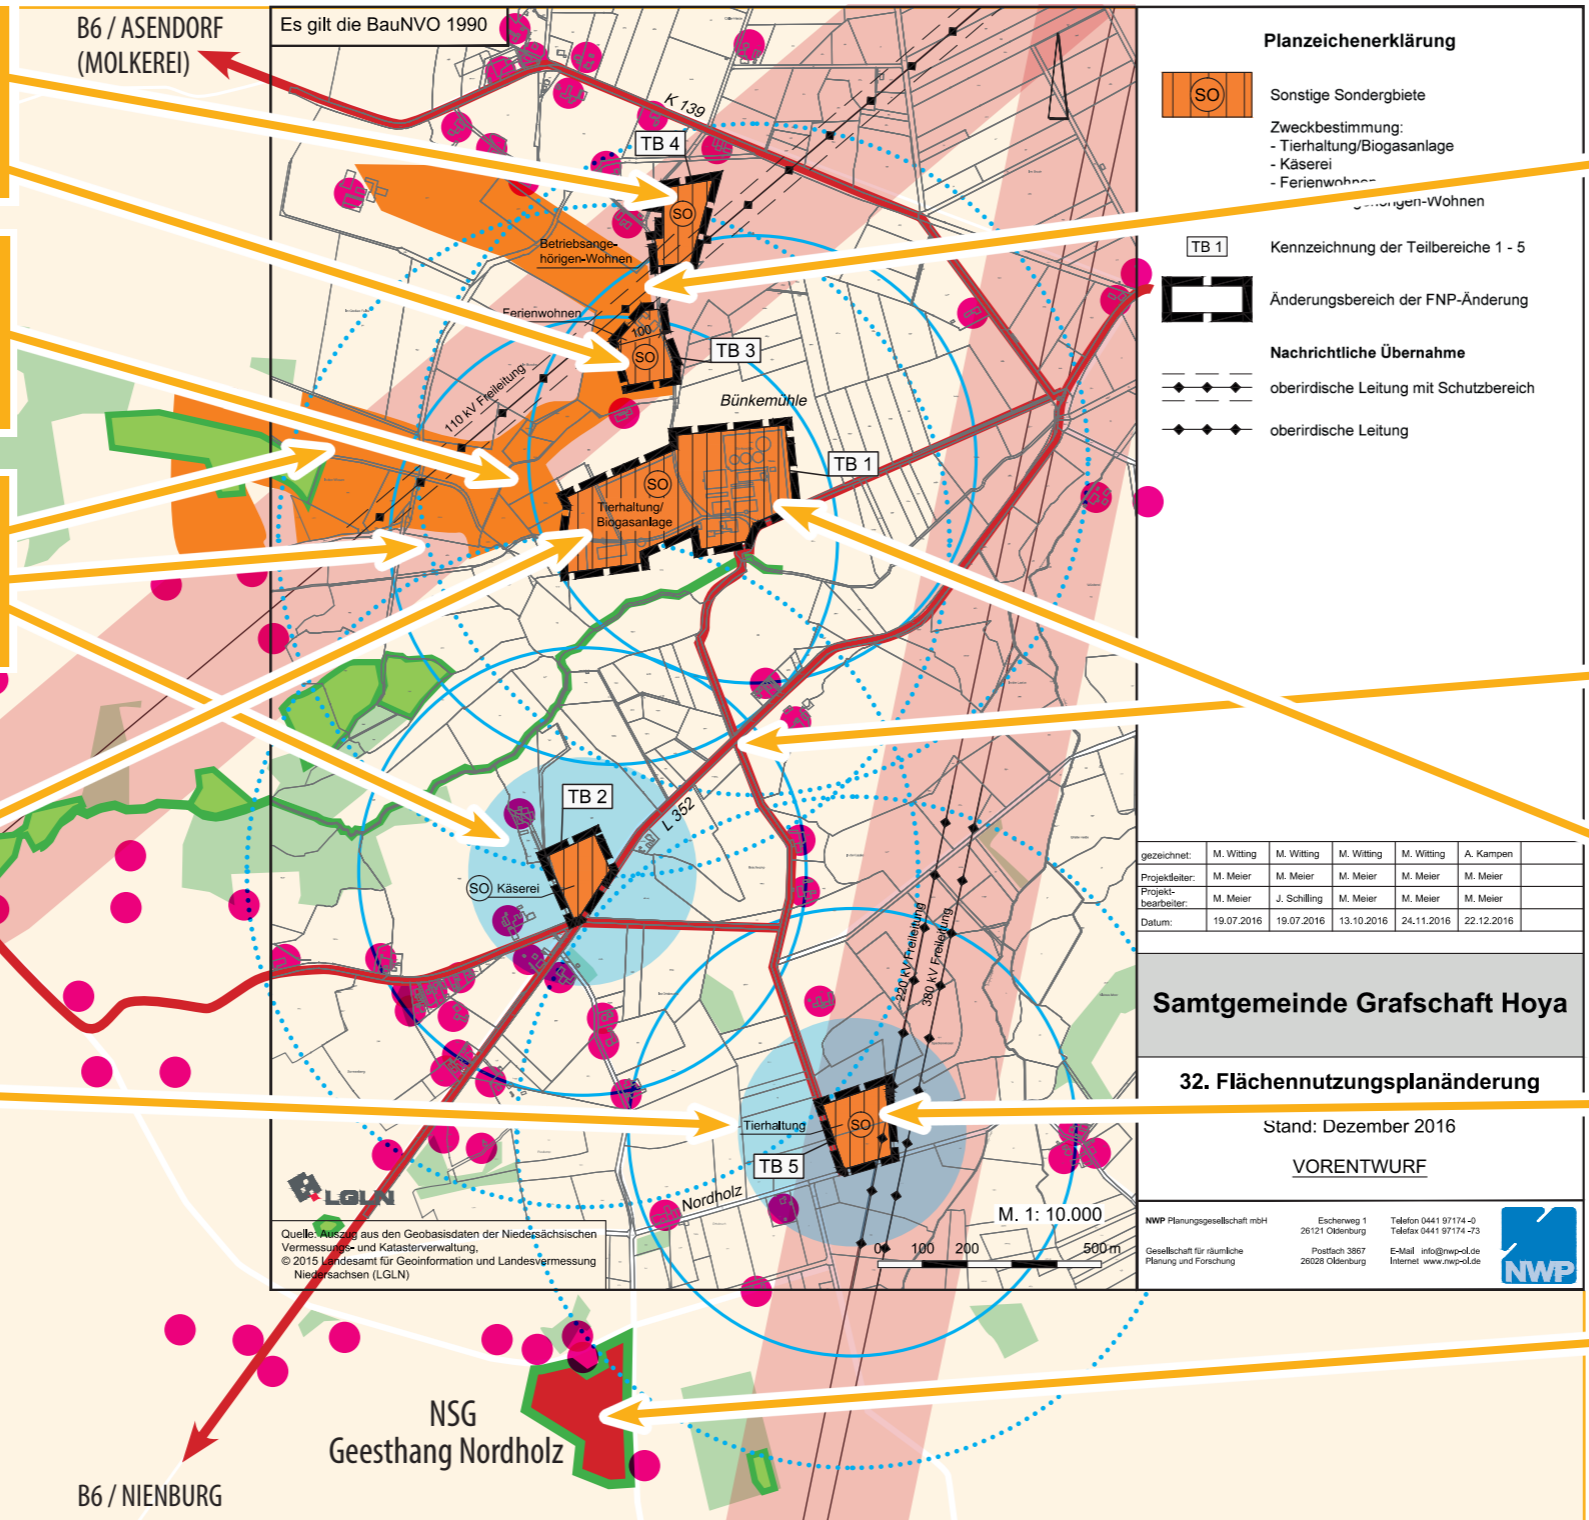 B6 / ASENDORF
(MOLKEREI)
Es gilt die BauNVO 1990
K 139
TB 4
SO
Betriebsange-
hörigen-Wohnen
Ferienwohnen
100
SO
TB 3
110 kV Freileitung
Bünkemühle
TB 1
SO
Tierhaltung/
Biogasanlage
TB 2
L 352
SO Käserei
220 kV Freileitung
380 kV Freileitung
Tierhaltung
SO
TB 5
Nordholz
LGLN
M. 1: 10.000
0 100 200 500 m
Quelle: Auszug aus den Geobasisdaten der Niedersächsischen
Vermessungs- und Katasterverwaltung,
© 2015 Landesamt für Geoinformation und Landesvermessung
Niedersachsen (LGLN)
NSG
Geesthang Nordholz
B6 / NIENBURG
Planzeichenerklärung
SO Sonstige Sondergbiete
Zweckbestimmung:
- Tierhaltung/Biogasanlage
- Käserei
- Ferienwohnen
gehörigen-Wohnen
TB 1 Kennzeichnung der Teilbereiche 1 - 5
Änderungsbereich der FNP-Änderung
Nachrichtliche Übernahme
oberirdische Leitung mit Schutzbereich
oberirdische Leitung
gezeichnet: M. Witting M. Witting M. Witting M. Witting A. Kampen
Projektleiter: M. Meier M. Meier M. Meier M. Meier M. Meier
Projekt-
bearbeiter: M. Meier J. Schilling M. Meier M. Meier M. Meier
Datum: 19.07.2016 19.07.2016 13.10.2016 24.11.2016 22.12.2016
Samtgemeinde Grafschaft Hoya
32. Flächennutzungsplanänderung
Stand: Dezember 2016
VORENTWURF
NWP Planungsgesellschaft mbH Escherweg 1 Telefon 0441 97174 -0
26121 Oldenburg Telefax 0441 97174 -73
Gesellschaft für räumliche Postfach 3867 E-Mail info@nwp-ol.de
Planung und Forschung 26028 Oldenburg Internet www.nwp-ol.de
NWP